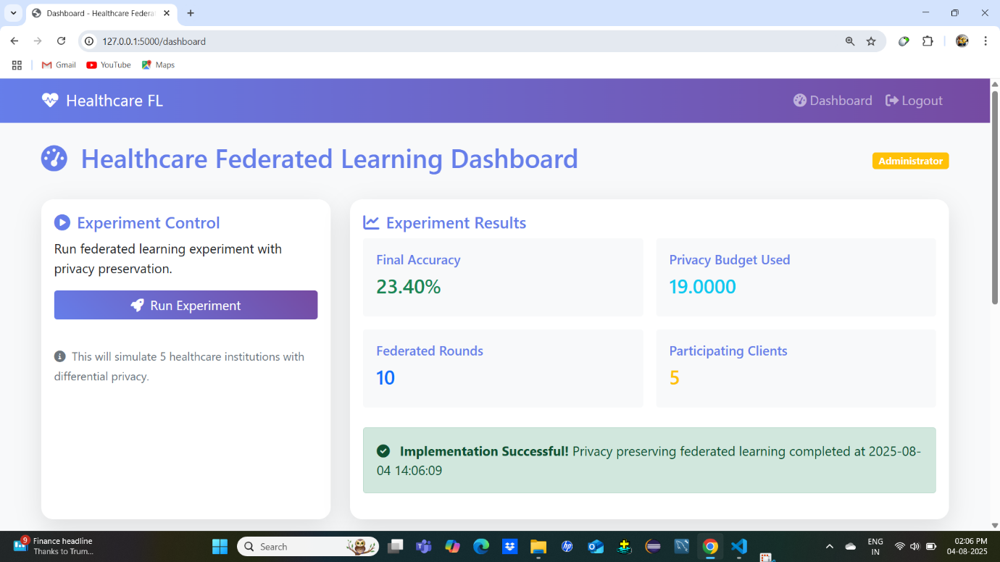 Dashboard - Healthcare Federa
127.0.0.1:5000/dashboard
Gmail
YouTube
Maps
Healthcare FL
Dashboard
Logout
Healthcare Federated Learning Dashboard
Administrator
Experiment Control
Run federated learning experiment with
privacy preservation.
Run Experiment
This will simulate 5 healthcare institutions with
differential privacy.
Experiment Results
Final Accuracy
23.40%
Privacy Budget Used
19.0000
Federated Rounds
10
Participating Clients
5
Implementation Successful! Privacy preserving federated learning completed at 2025-08-
04 14:06:09
9
Finance headline
Thanks to Trum...
Search
ENG
IN
02:06 PM
04-08-2025